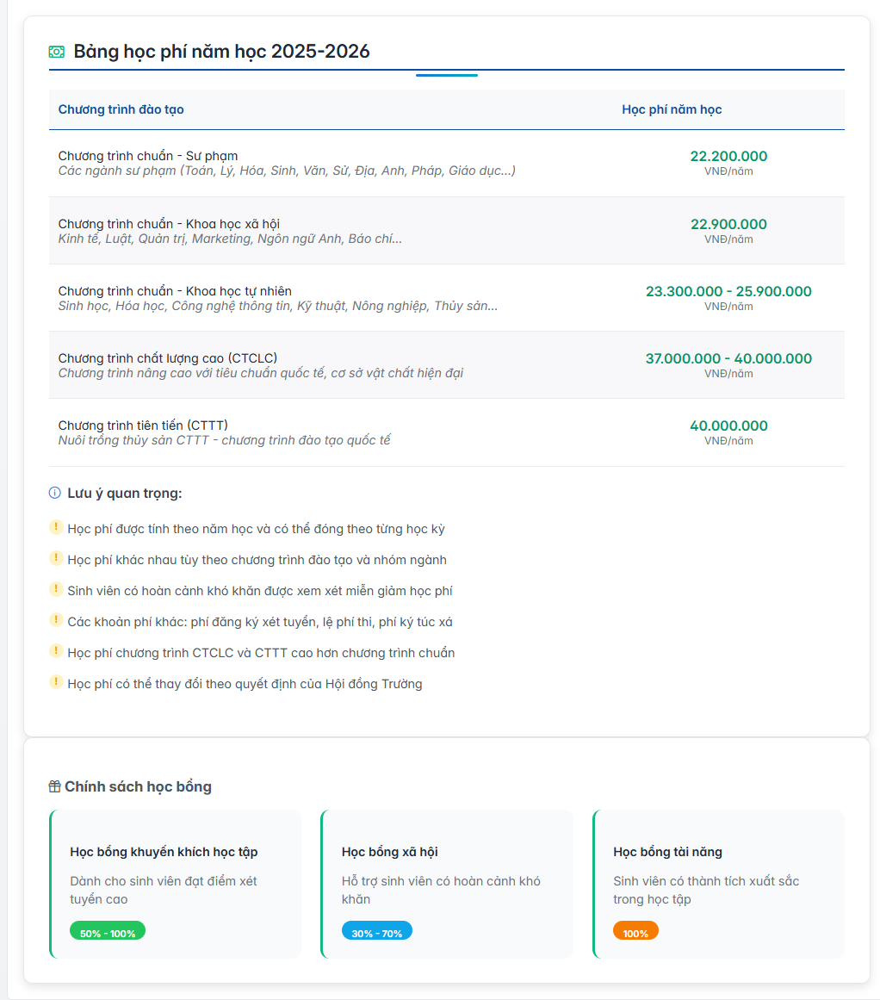 Bảng học phí năm học 2025-2026
Chương trình đào tạo
Học phí năm học
Chương trình chuẩn - Sư phạm
Các ngành sư phạm (Toán, Lý, Hóa, Sinh, Văn, Sử, Địa, Anh, Pháp, Giáo dục...)
22.200.000
VNĐ/năm
Chương trình chuẩn - Khoa học xã hội
Kinh tế, Luật, Quản trị, Marketing, Ngôn ngữ Anh, Báo chí...
22.900.000
VNĐ/năm
Chương trình chuẩn - Khoa học tự nhiên
Sinh học, Hóa học, Công nghệ thông tin, Kỹ thuật, Nông nghiệp, Thủy sản...
23.300.000 - 25.900.000
VNĐ/năm
Chương trình chất lượng cao (CTCLC)
Chương trình nâng cao với tiêu chuẩn quốc tế, cơ sở vật chất hiện đại
37.000.000 - 40.000.000
VNĐ/năm
Chương trình tiên tiến (CTTT)
Nuôi trồng thủy sản CTTT - chương trình đào tạo quốc tế
40.000.000
VNĐ/năm
Lưu ý quan trọng:
! Học phí được tính theo năm học và có thể đóng theo từng học kỳ
! Học phí khác nhau tùy theo chương trình đào tạo và nhóm ngành
! Sinh viên có hoàn cảnh khó khăn được xem xét miễn giảm học phí
! Các khoản phí khác: phí đăng ký xét tuyển, lệ phí thi, phí ký túc xá
! Học phí chương trình CTCLC và CTTT cao hơn chương trình chuẩn
! Học phí có thể thay đổi theo quyết định của Hội đồng Trường
Chính sách học bổng
Học bổng khuyến khích học tập
Dành cho sinh viên đạt điểm xét
tuyển cao
50% - 100%
Học bổng xã hội
Hỗ trợ sinh viên có hoàn cảnh khó
khăn
30% - 70%
Học bổng tài năng
Sinh viên có thành tích xuất sắc
trong học tập
100%